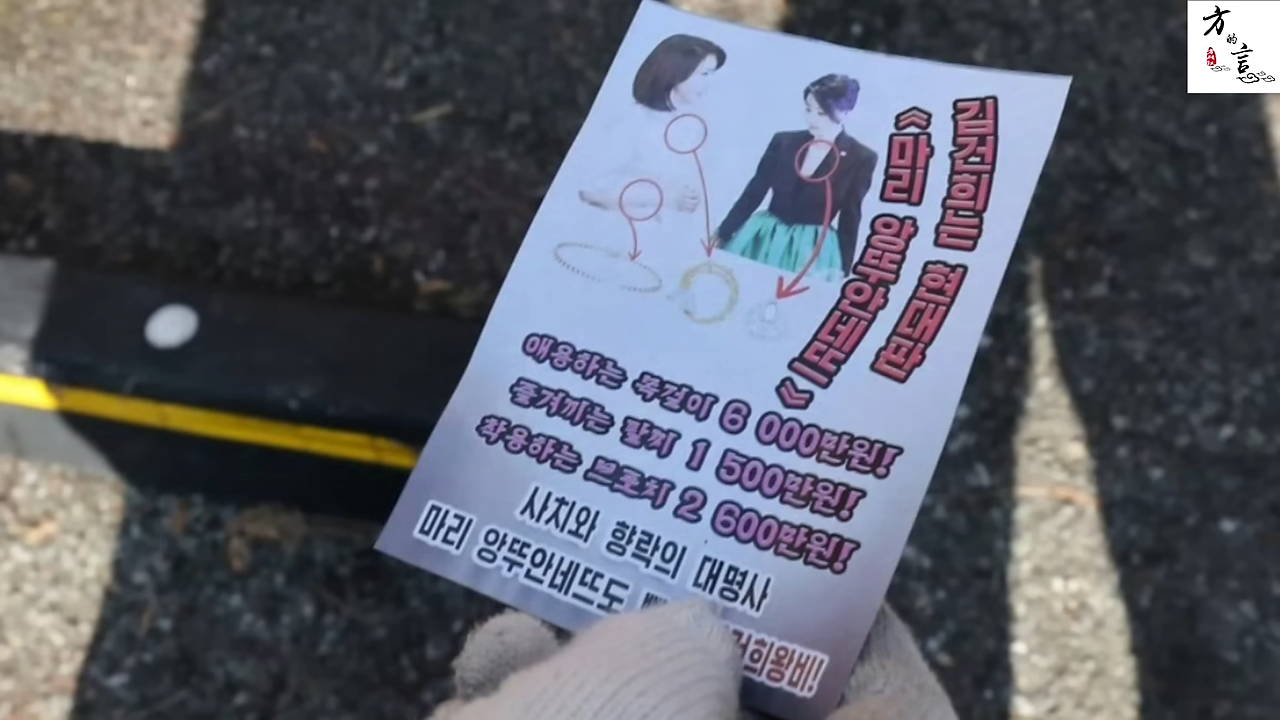 方的言
김건희는 현대판
《마리 앙뚜안네뜨》
애용하는 목걸이 6 000만원!
즐겨끼는 팔찌 1 500만원!
착용하는 브로치 2 600만원!
사치와 향락의 대명사
마리 앙뚜안네뜨도
건희왕비!